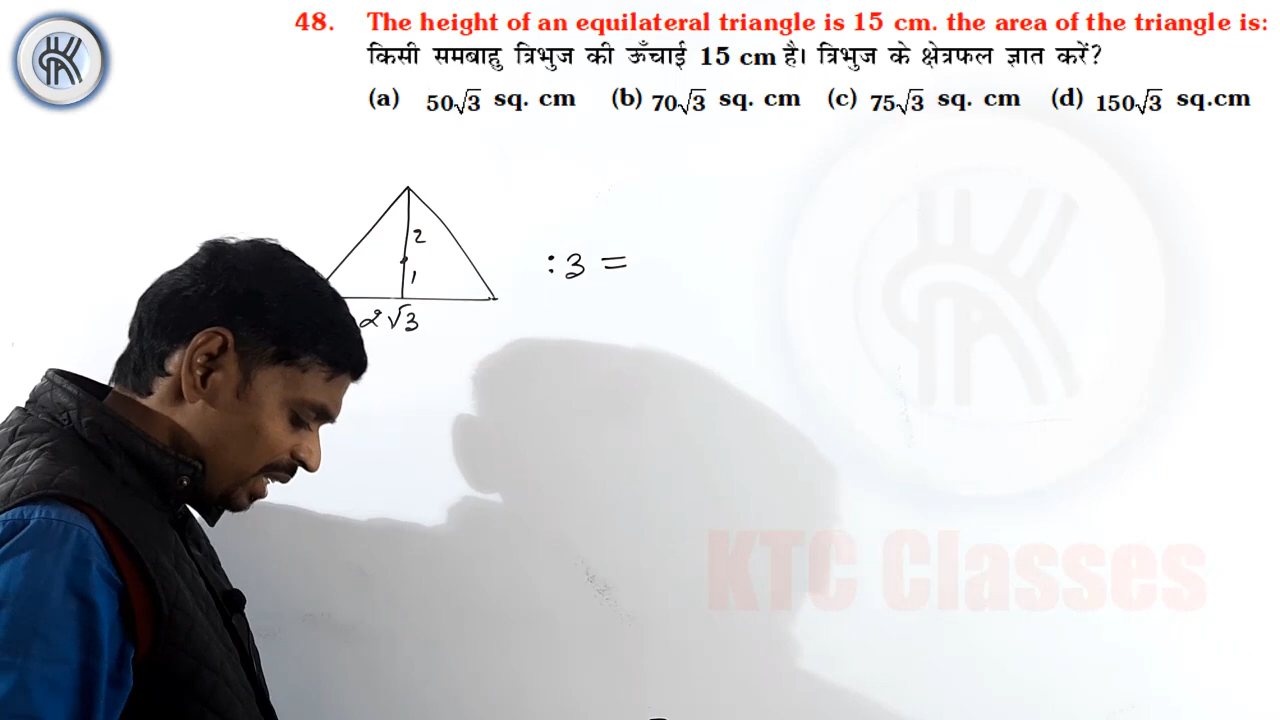 48. The height of an equilateral triangle is 15 cm. the area of the triangle is:
किसी समबाहु त्रिभुज की ऊँचाई 15 cm है। त्रिभुज के क्षेत्रफल ज्ञात करें?
(a) 50√3 sq. cm (b) 70√3 sq. cm (c) 75√3 sq. cm (d) 150√3 sq.cm
2
: 3 =
1
2√3
KTC Classes